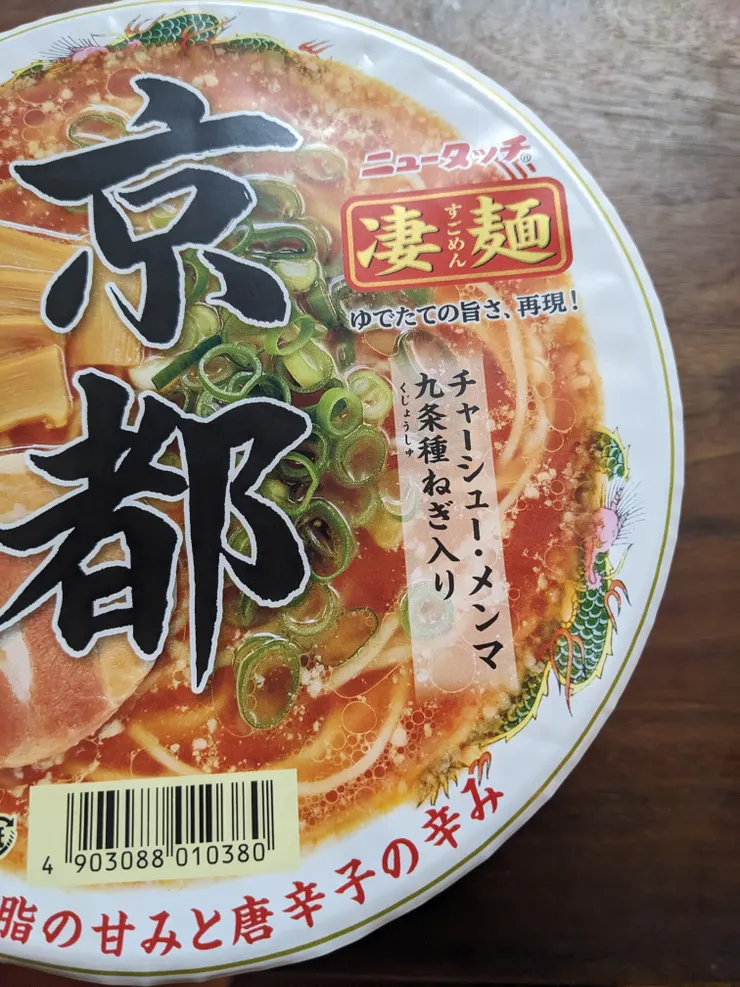 京都
ニュータッチ®
凄麺
すごめん
ゆでたての旨さ、再現!
チャーシュー・メンマ
九条種ねぎ入り
くじょうしゅ
4 903088 010380
脂の甘みと唐辛子の辛み